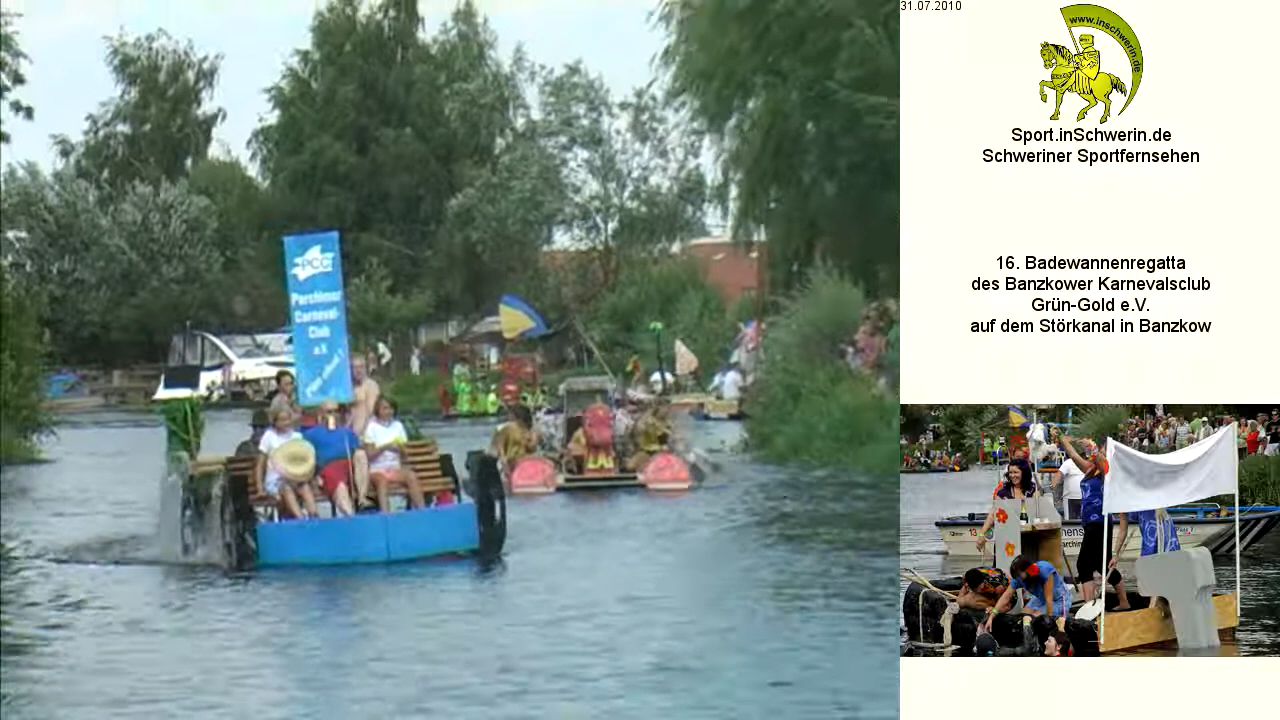 31.07.2010
www.inschwerin.de
Sport.inSchwerin.de
Schweriner Sportfernsehen
16. Badewannenregatta
des Banzkower Karnevalsclub
Grün-Gold e.V.
auf dem Störkanal in Banzkow
PCC
Parchimer
Carneval-
Club
e.V.
13